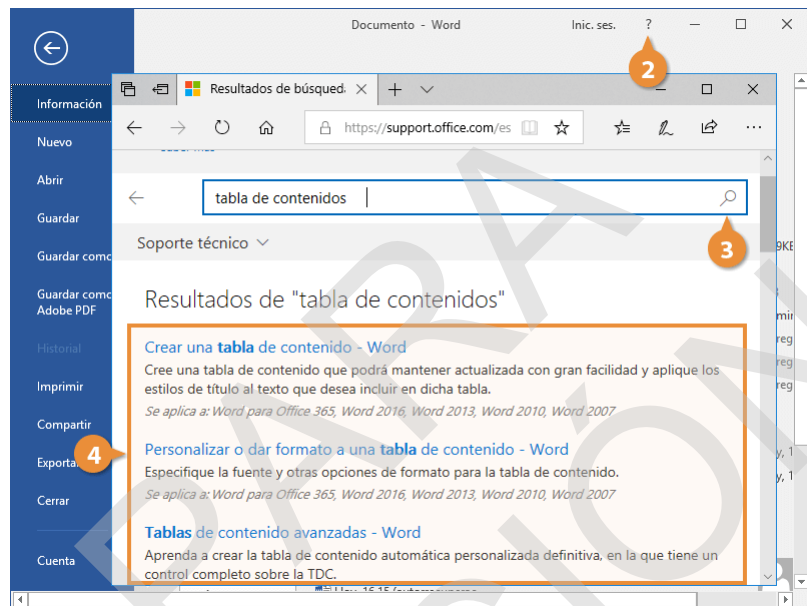 Documento - Word
Inic. ses.
?
2
Resultados de búsqued
https://support.office.com/es
Información
Nuevo
Abrir
Guardar
Guardar como
Guardar como
Adobe PDF
Historial
Imprimir
Compartir
Exportar
Cerrar
Cuenta
tabla de contenidos
3
Soporte técnico
Resultados de "tabla de contenidos"
Crear una tabla de contenido - Word
Cree una tabla de contenido que podrá mantener actualizada con gran facilidad y aplique los
estilos de título al texto que desea incluir en dicha tabla.
Se aplica a: Word para Office 365, Word 2016, Word 2013, Word 2010, Word 2007
4
Personalizar o dar formato a una tabla de contenido - Word
Especifique la fuente y otras opciones de formato para la tabla de contenido.
Se aplica a: Word para Office 365, Word 2016, Word 2013, Word 2010, Word 2007
Tablas de contenido avanzadas - Word
Aprenda a crear la tabla de contenido automática personalizada definitiva, en la que tiene un
control completo sobre la TDC.
PARA